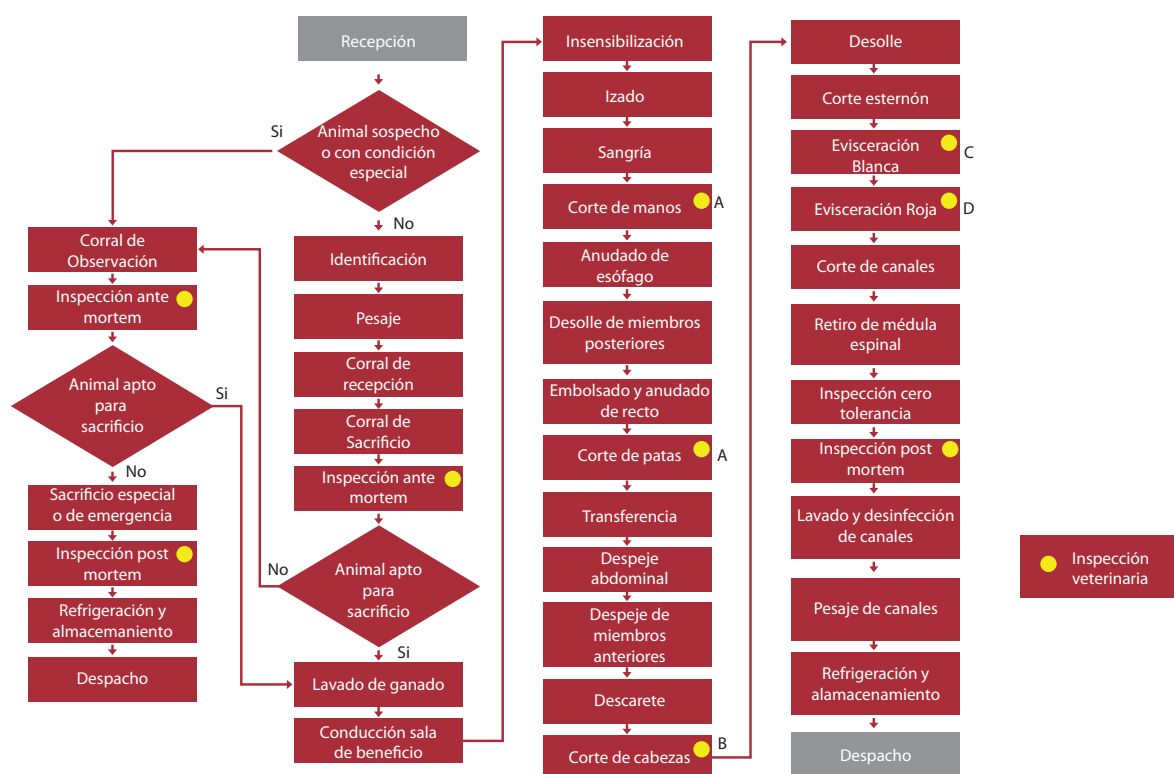 Recepción
Animal sospecho
o con condición
especial
Si
No
Corral de
Observación
Inspección ante
mortem
Animal apto
para
sacrificio
Si
No
Sacrificio especial
o de emergencia
Inspección post
mortem
Refrigeración y
almacemaniento
Despacho
Identificación
Pesaje
Corral de
recepción
Corral de
Sacrificio
Inspección ante
mortem
Animal apto
para
sacrificio
No
Si
Lavado de ganado
Conducción sala
de beneficio
Insensibilización
Izado
Sangría
Corte de manos
A
Anudado de
esófago
Desolle de miembros
posteriores
Embolsado y anudado
de recto
Corte de patas
A
Transferencia
Despeje
abdominal
Despeje de
miembros
anteriores
Descarete
Corte de cabezas
B
Desolle
Corte esternón
Evisceración
Blanca
C
Evisceración Roja
D
Corte de canales
Retiro de médula
espinal
Inspección cero
tolerancia
Inspección post
mortem
Lavado y desinfección
de canales
Pesaje de canales
Refrigeración y
alamacenamiento
Despacho
Inspección
veterinaria